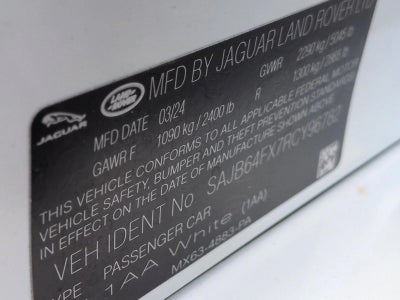 JAGUAR
LAND ROVER
MFD BY JAGUAR LAND ROVER LTD
MFD DATE 03/24 GVWR 2290 kg / 5045 lb
GAWR F 1090 kg / 2400 lb R 1300 kg / 2865 lb
THIS VEHICLE CONFORMS TO ALL APPLICABLE FEDERAL MOTOR
VEHICLE SAFETY, BUMPER, AND THEFT PREVENTION STANDARDS
IN EFFECT ON THE DATE OF MANUFACTURE SHOWN ABOVE.
VEH IDENT No SAJB64FX7RCY96782
TYPE PASSENGER CAR
1AA White (1AA)
MX63-4883-PA